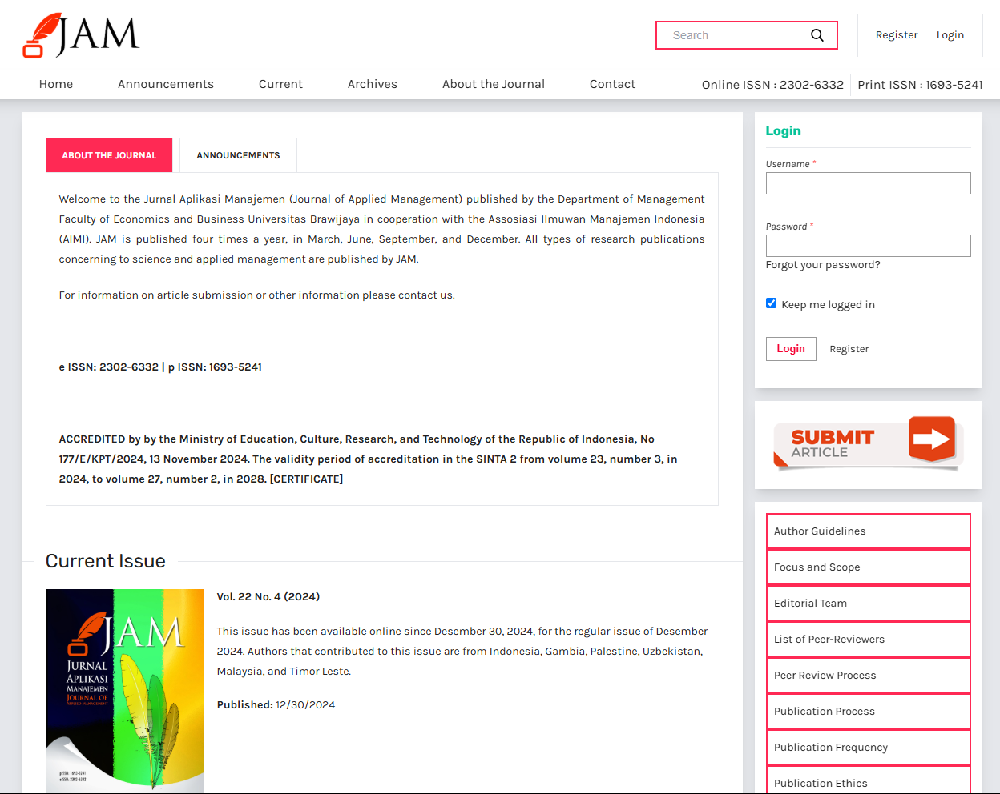 JAM
Search
Register
Login
Home
Announcements
Current
Archives
About the Journal
Contact
Online ISSN : 2302-6332
Print ISSN : 1693-5241
ABOUT THE JOURNAL
ANNOUNCEMENTS
Welcome to the Jurnal Aplikasi Manajemen (Journal of Applied Management) published by the Department of Management
Faculty of Economics and Business Universitas Brawijaya in cooperation with the Assosiasi Ilmuwan Manajemen Indonesia
(AIMI). JAM is published four times a year, in March, June, September, and December. All types of research publications
concerning to science and applied management are published by JAM.
For information on article submission or other information please contact us.
e ISSN: 2302-6332 | p ISSN: 1693-5241
ACCREDITED by by the Ministry of Education, Culture, Research, and Technology of the Republic of Indonesia, No
177/E/KPT/2024, 13 November 2024. The validity period of accreditation in the SINTA 2 from volume 23, number 3, in
2024, to volume 27, number 2, in 2028. [CERTIFICATE]
Current Issue
JAM
JURNAL
APLIKASI
MANAJEMEN
JOURNAL OF
APPLIED MANAGEMENT
pISSN: 1693-5241
eISSN: 2302-6332
Vol. 22 No. 4 (2024)
This issue has been available online since Desember 30, 2024, for the regular issue of Desember
2024. Authors that contributed to this issue are from Indonesia, Gambia, Palestine, Uzbekistan,
Malaysia, and Timor Leste.
Published: 12/30/2024
Login
Username *
Password *
Forgot your password?
Keep me logged in
Login
Register
SUBMIT
ARTICLE
Author Guidelines
Focus and Scope
Editorial Team
List of Peer-Reviewers
Peer Review Process
Publication Process
Publication Frequency
Publication Ethics